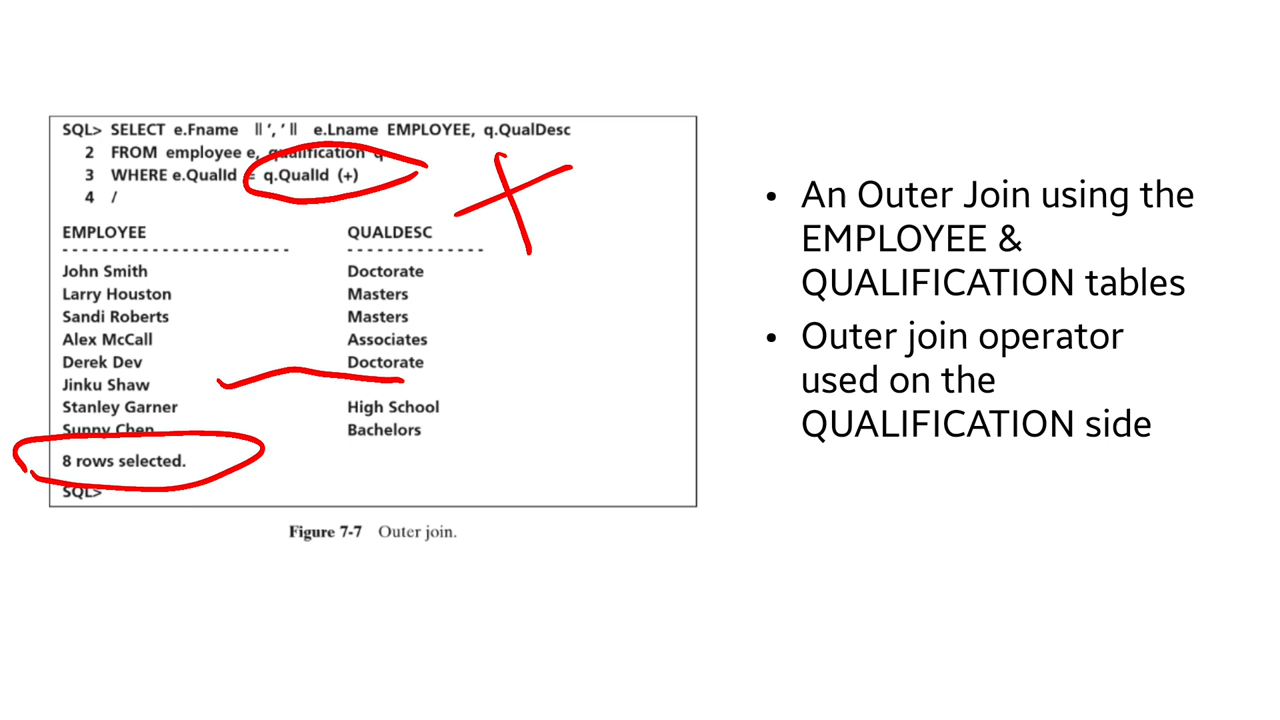 SQL> SELECT e.Fname || ', ' || e.Lname EMPLOYEE, q.QualDesc
2 FROM employee e, qualification q
3 WHERE e.QualId = q.QualId (+)
4 /
EMPLOYEE QUALDESC
- - - - - - - - - - - - - - - - - - - - - - - - - - - - - - - - - - - - -
John Smith Doctorate
Larry Houston Masters
Sandi Roberts Masters
Alex McCall Associates
Derek Dev Doctorate
Jinku Shaw
Stanley Garner High School
Sunny Chen Bachelors
8 rows selected.
SQL>
Figure 7-7 Outer join.
• An Outer Join using the
EMPLOYEE &
QUALIFICATION tables
• Outer join operator
used on the
QUALIFICATION side